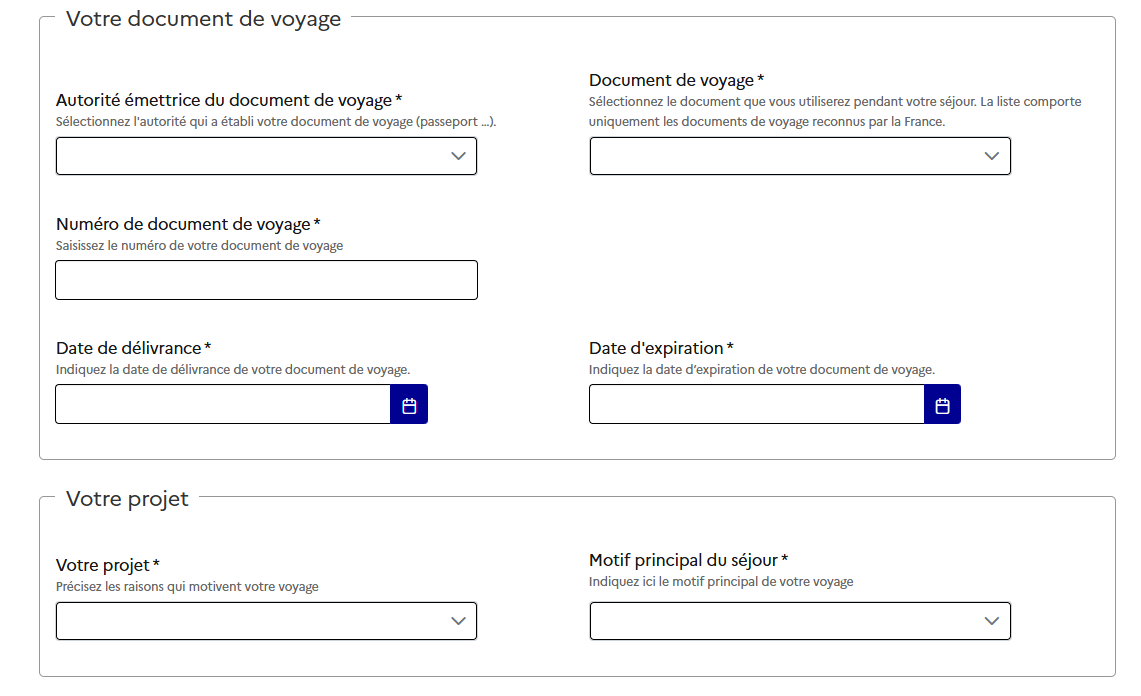 Votre document de voyage
Autorité émettrice du document de voyage *
Sélectionnez l'autorité qui a établi votre document de voyage (passeport ...).
Document de voyage *
Sélectionnez le document que vous utiliserez pendant votre séjour. La liste comporte
uniquement les documents de voyage reconnus par la France.
Numéro de document de voyage *
Saisissez le numéro de votre document de voyage
Date de délivrance *
Indiquez la date de délivrance de votre document de voyage.
Date d'expiration *
Indiquez la date d’expiration de votre document de voyage.
Votre projet
Votre projet *
Précisez les raisons qui motivent votre voyage
Motif principal du séjour *
Indiquez ici le motif principal de votre voyage